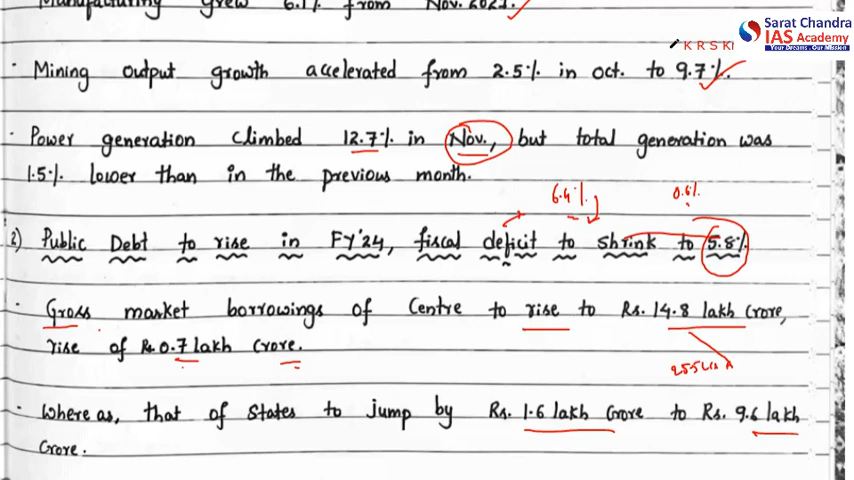 Manufacturing grew 6.1% from Nov. 2021
Sarat Chandra
IAS Academy
Your Dreams. Our Mission
K R S K
· Mining output growth accelerated from 2.5% in oct. to 9.7%.
· Power generation climbed 12.7% in Nov., but total generation was
1.5% lower than in the previous month.
6.4%
0.6%
2) Public Debt to rise in FY'24, fiscal deficit to shrink to 5.8%
· Gross market borrowings of Centre to rise to Rs. 14.8 lakh Crore,
rise of Rs 0.7 lakh Crore.
· Where as, that of States to jump by Rs. 1.6 lakh Crore to Rs. 9.6 lakh
Crore.